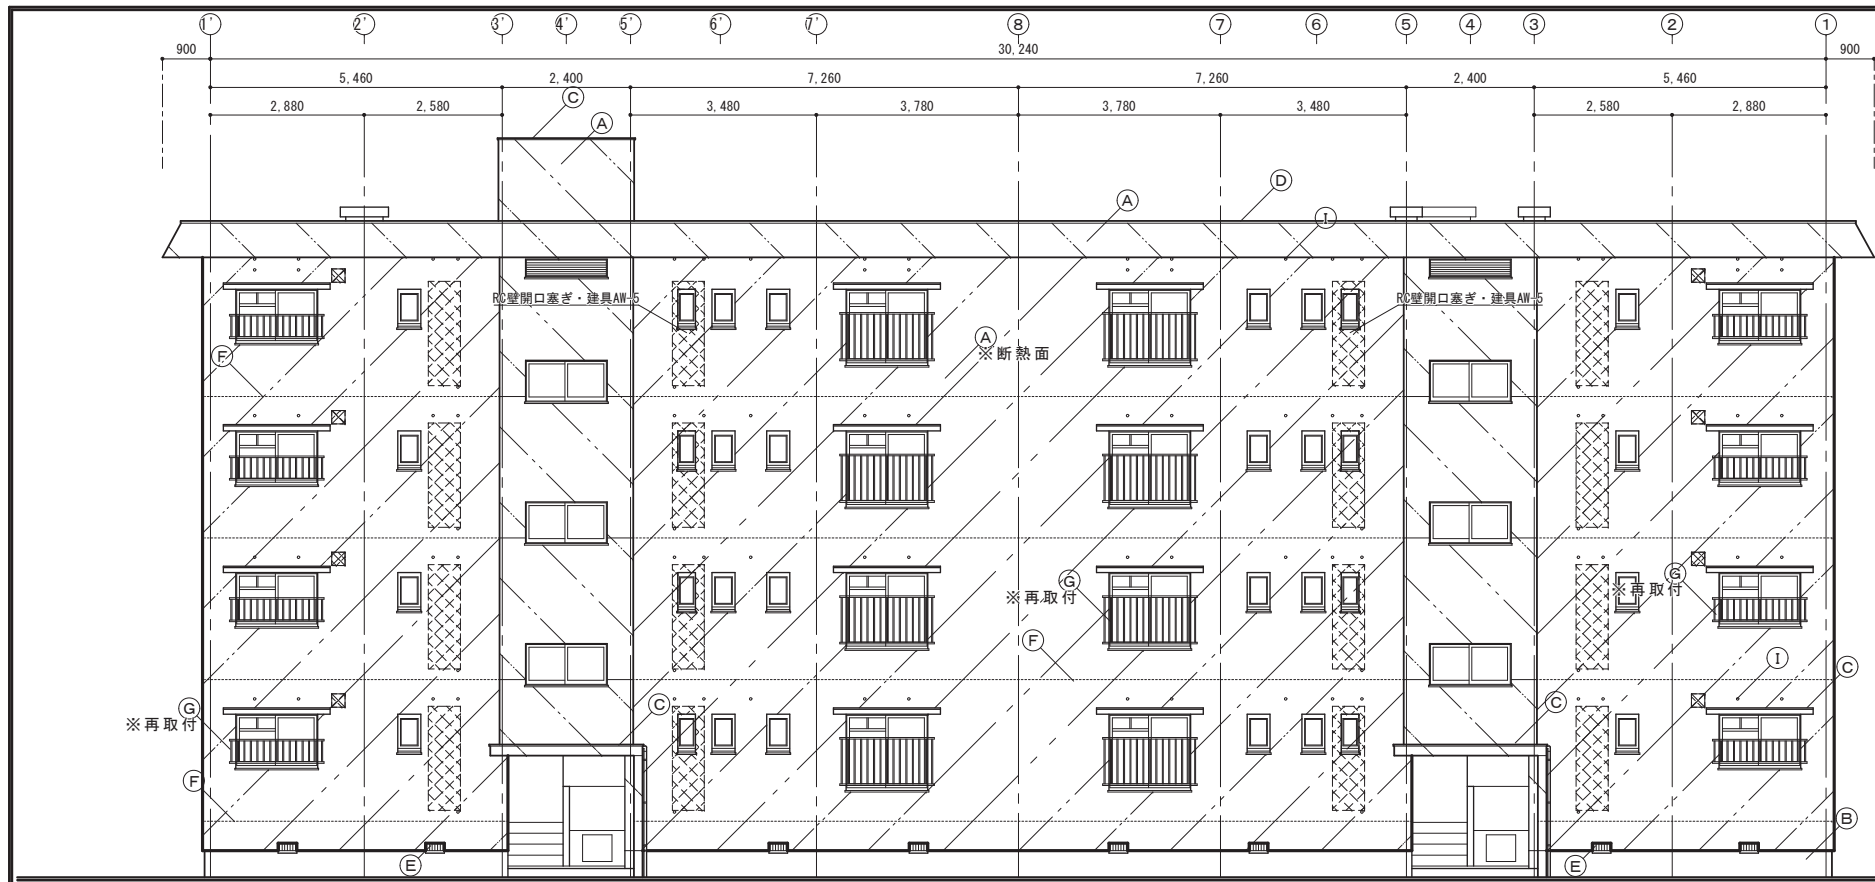 1' 2' 3' 4' 5' 6' 7' 8 7 6 5 4 3 2 1
900 30,240 900
5,460 2,400 7,260 7,260 2,400 5,460
2,880 2,580 3,480 3,780 3,780 3,480 2,580 2,880
C
A
D
A
I
RC壁開口塞ぎ・建具AW-5
RC壁開口塞ぎ・建具AW-5
A
※断熱面
F
G
※再取付
G
※再取付
F
I
C
G
※再取付
C
C
F
B
E
E